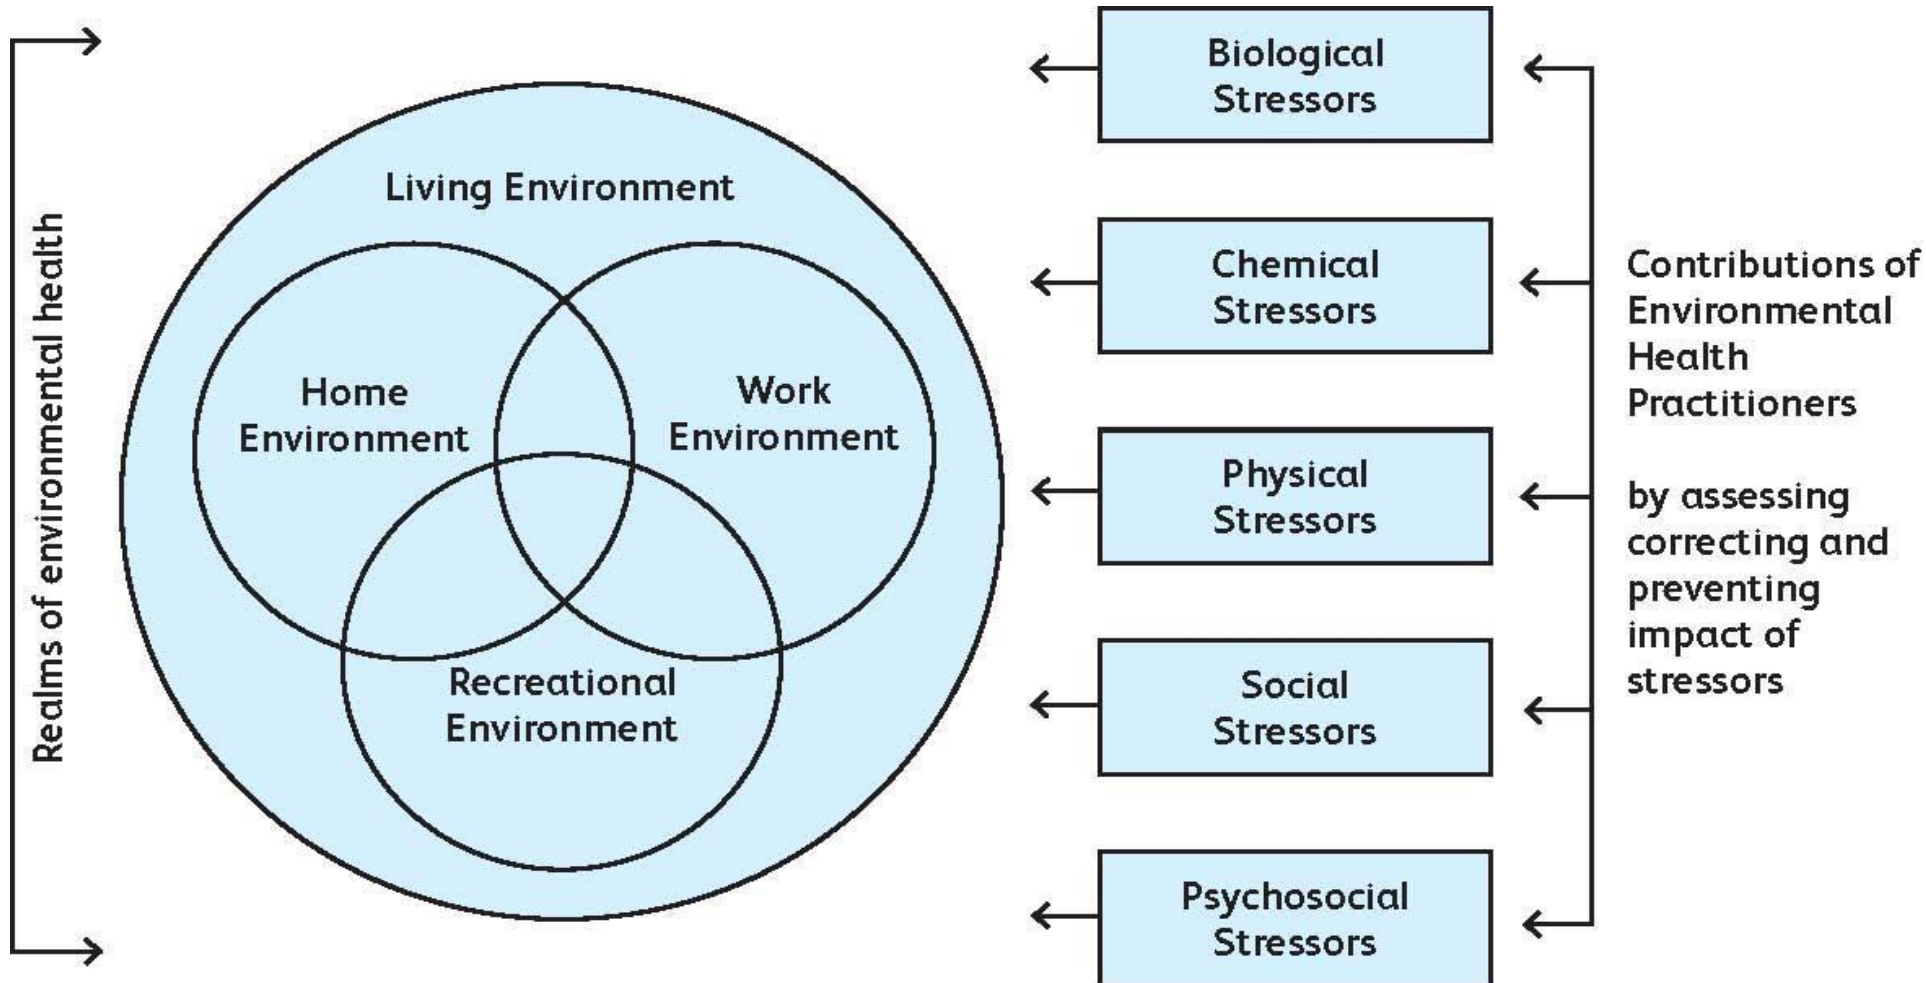 Realms of environmental health
Living Environment
Home
Environment
Work
Environment
Recreational
Environment
Biological
Stressors
Chemical
Stressors
Physical
Stressors
Social
Stressors
Psychosocial
Stressors
Contributions of
Environmental
Health
Practitioners
by assessing
correcting and
preventing
impact of
stressors